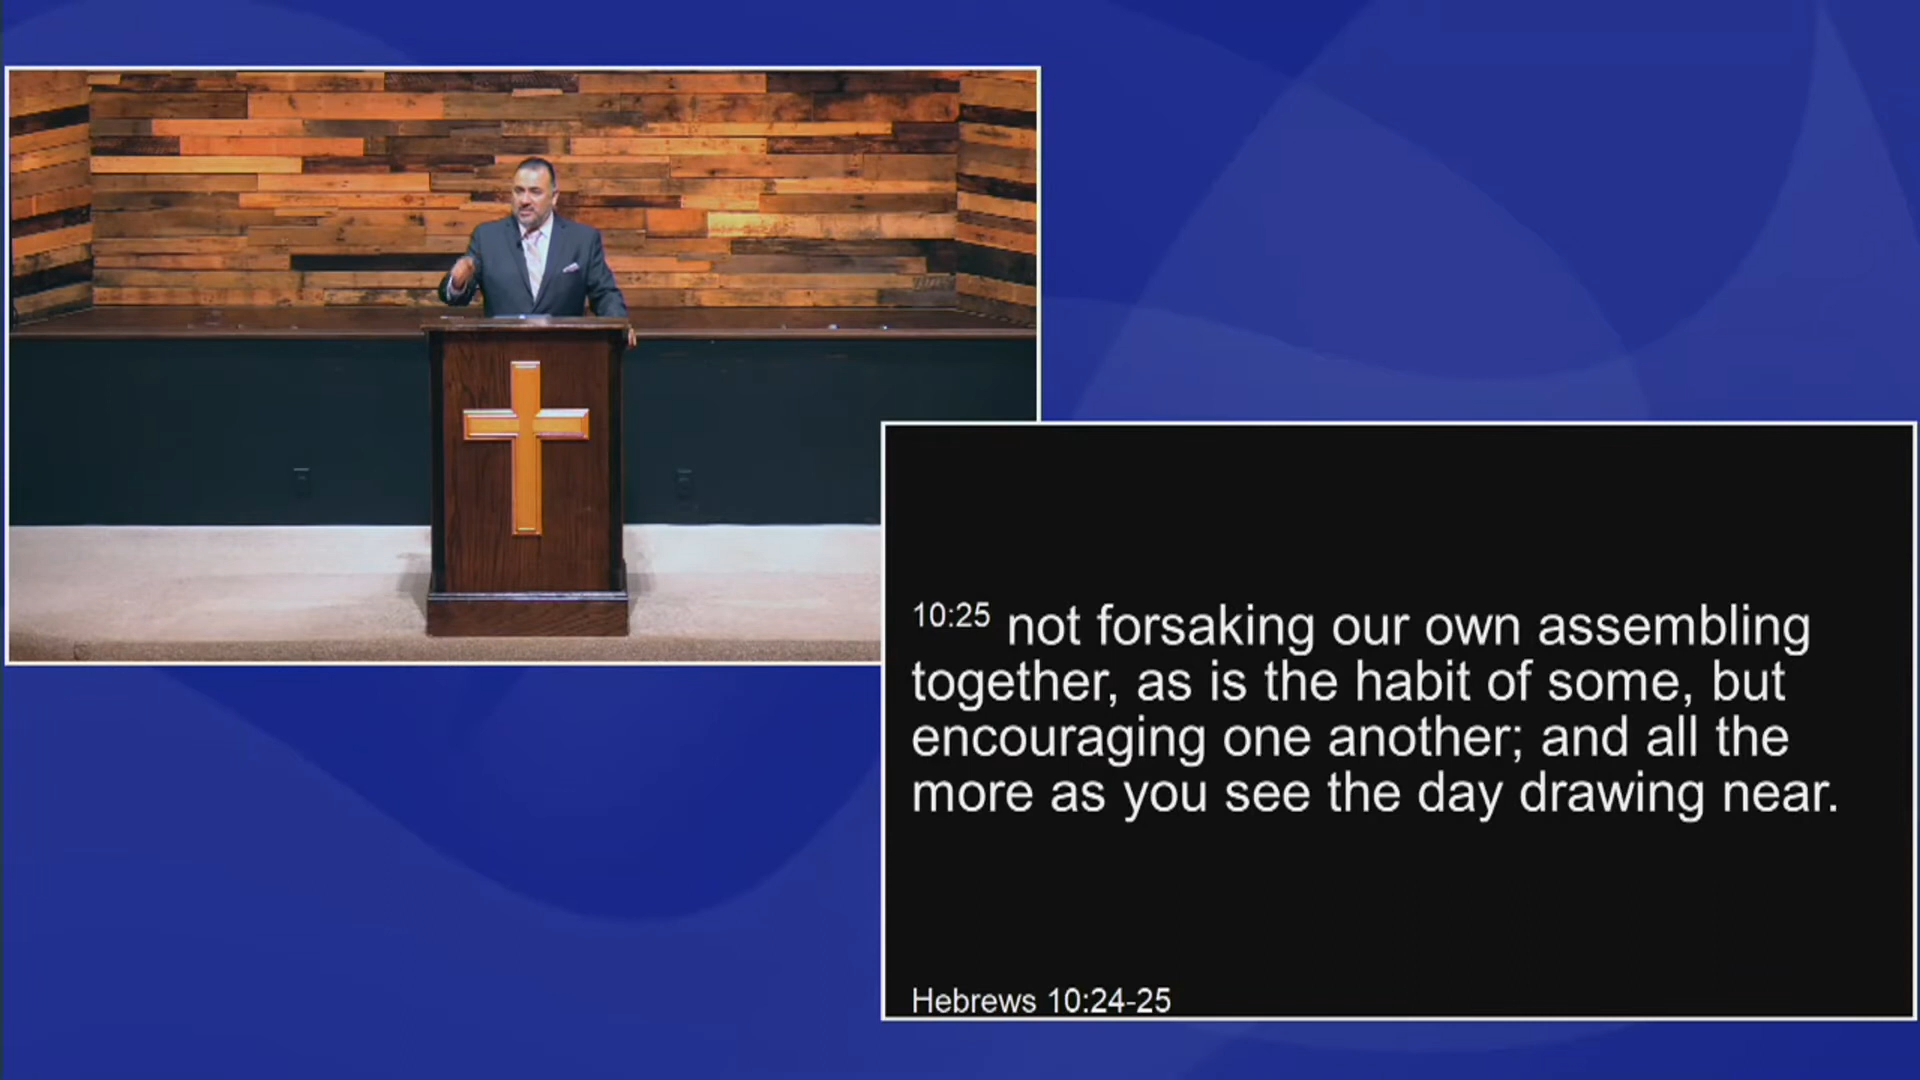 10:25 not forsaking our own assembling
together, as is the habit of some, but
encouraging one another; and all the
more as you see the day drawing near.
Hebrews 10:24-25